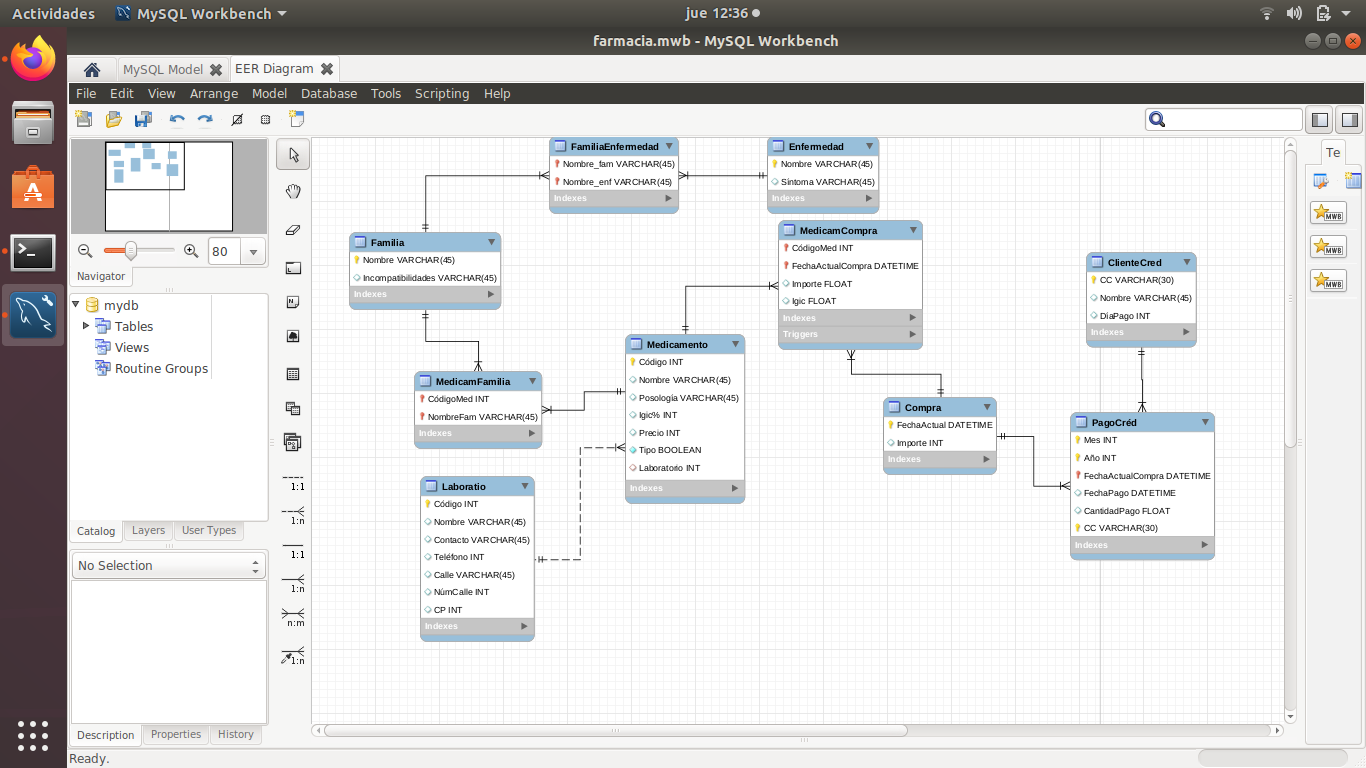 Actividades
MySQL Workbench
jue 12:36
farmacia.mwb - MySQL Workbench
MySQL Model
EER Diagram
File Edit View Arrange Model Database Tools Scripting Help
80
Navigator
mydb
Tables
Views
Routine Groups
Catalog
Layers
User Types
No Selection
Description
Properties
History
Ready.
1:1
1:n
1:1
1:n
n:m
1:n
FamiliaEnfermedad
Nombre_fam VARCHAR(45)
Nombre_enf VARCHAR(45)
Indexes
Enfermedad
Nombre VARCHAR(45)
Síntoma VARCHAR(45)
Indexes
Familia
Nombre VARCHAR(45)
Incompatibilidades VARCHAR(45)
Indexes
MedicamCompra
CódigoMed INT
FechaActualCompra DATETIME
Importe FLOAT
Igic FLOAT
Indexes
Triggers
ClienteCred
CC VARCHAR(30)
Nombre VARCHAR(45)
DíaPago INT
Indexes
MedicamFamilia
CódigoMed INT
NombreFam VARCHAR(45)
Indexes
Medicamento
Código INT
Nombre VARCHAR(45)
Posología VARCHAR(45)
Igic% INT
Precio INT
Tipo BOOLEAN
Laboratorio INT
Indexes
Compra
FechaActual DATETIME
Importe INT
Indexes
PagoCréd
Mes INT
Año INT
FechaActualCompra DATETIME
FechaPago DATETIME
CantidadPago FLOAT
CC VARCHAR(30)
Indexes
Laboratio
Código INT
Nombre VARCHAR(45)
Contacto VARCHAR(45)
Teléfono INT
Calle VARCHAR(45)
NúmCalle INT
CP INT
Indexes
Te
MWB
MWB
MWB